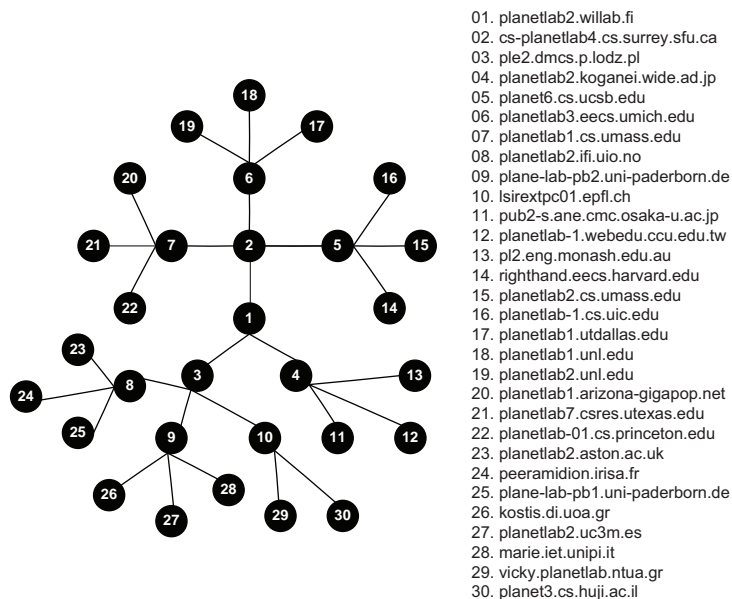 18
19
17
20
6
16
21
7
2
5
15
22
14
1
23
3
4
13
8
24
25
9
10
11
12
26
28
27
29
30
01. planetlab2.willab.fi
02. cs-planetlab4.cs.surrey.sfu.ca
03. ple2.dmcs.p.lodz.pl
04. planetlab2.koganei.wide.ad.jp
05. planet6.cs.ucsb.edu
06. planetlab3.eecs.umich.edu
07. planetlab1.cs.umass.edu
08. planetlab2.ifi.uio.no
09. plane-lab-pb2.uni-paderborn.de
10. lsirextpc01.epfl.ch
11. pub2-s.ane.cmc.osaka-u.ac.jp
12. planetlab-1.webedu.ccu.edu.tw
13. pl2.eng.monash.edu.au
14. righthand.eecs.harvard.edu
15. planetlab2.cs.umass.edu
16. planetlab-1.cs.uic.edu
17. planetlab1.utdallas.edu
18. planetlab1.unl.edu
19. planetlab2.unl.edu
20. planetlab1.arizona-gigapop.net
21. planetlab7.csres.utexas.edu
22. planetlab-01.cs.princeton.edu
23. planetlab2.aston.ac.uk
24. peeramidion.irisa.fr
25. plane-lab-pb1.uni-paderborn.de
26. kostis.di.uoa.gr
27. planetlab2.uc3m.es
28. marie.iet.unipi.it
29. vicky.planetlab.ntua.gr
30. planet3.cs.huji.ac.il